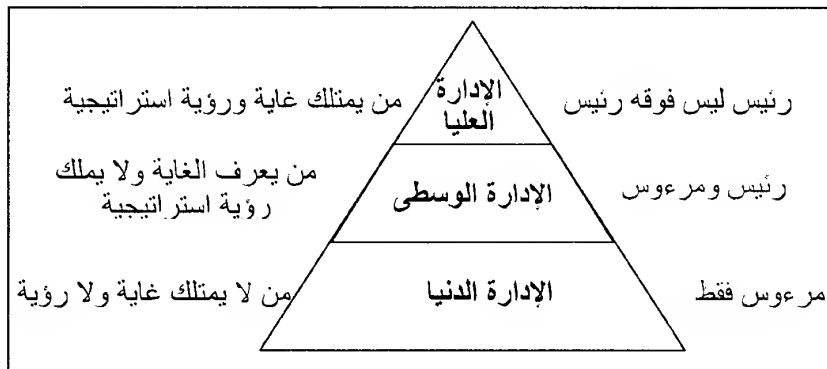 رئيس ليس فوقه رئيس
الإدارة
العليا
من يمتلك غاية ورؤية استراتيجية
رئيس ومرءوس
الإدارة الوسطى
من يعرف الغاية ولا يملك
رؤية استراتيجية
مرءوس فقط
الإدارة الدنيا
من لا يمتلك غاية ولا رؤية